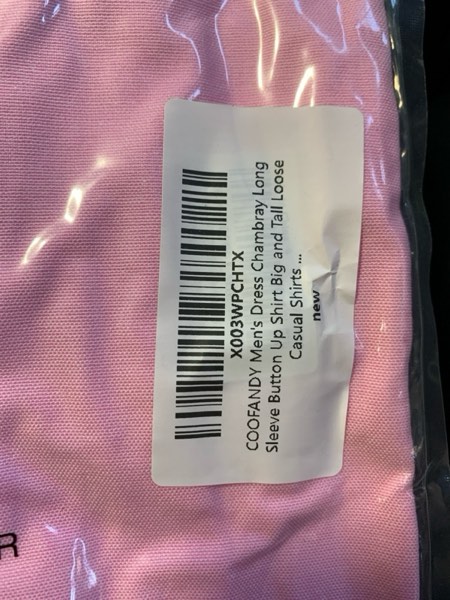 X003WPCHTX
COOFANDY Men's Dress Chambray Long
Sleeve Button Up Shirt Big and Tall Loose
Casual Shirts ...
new
R